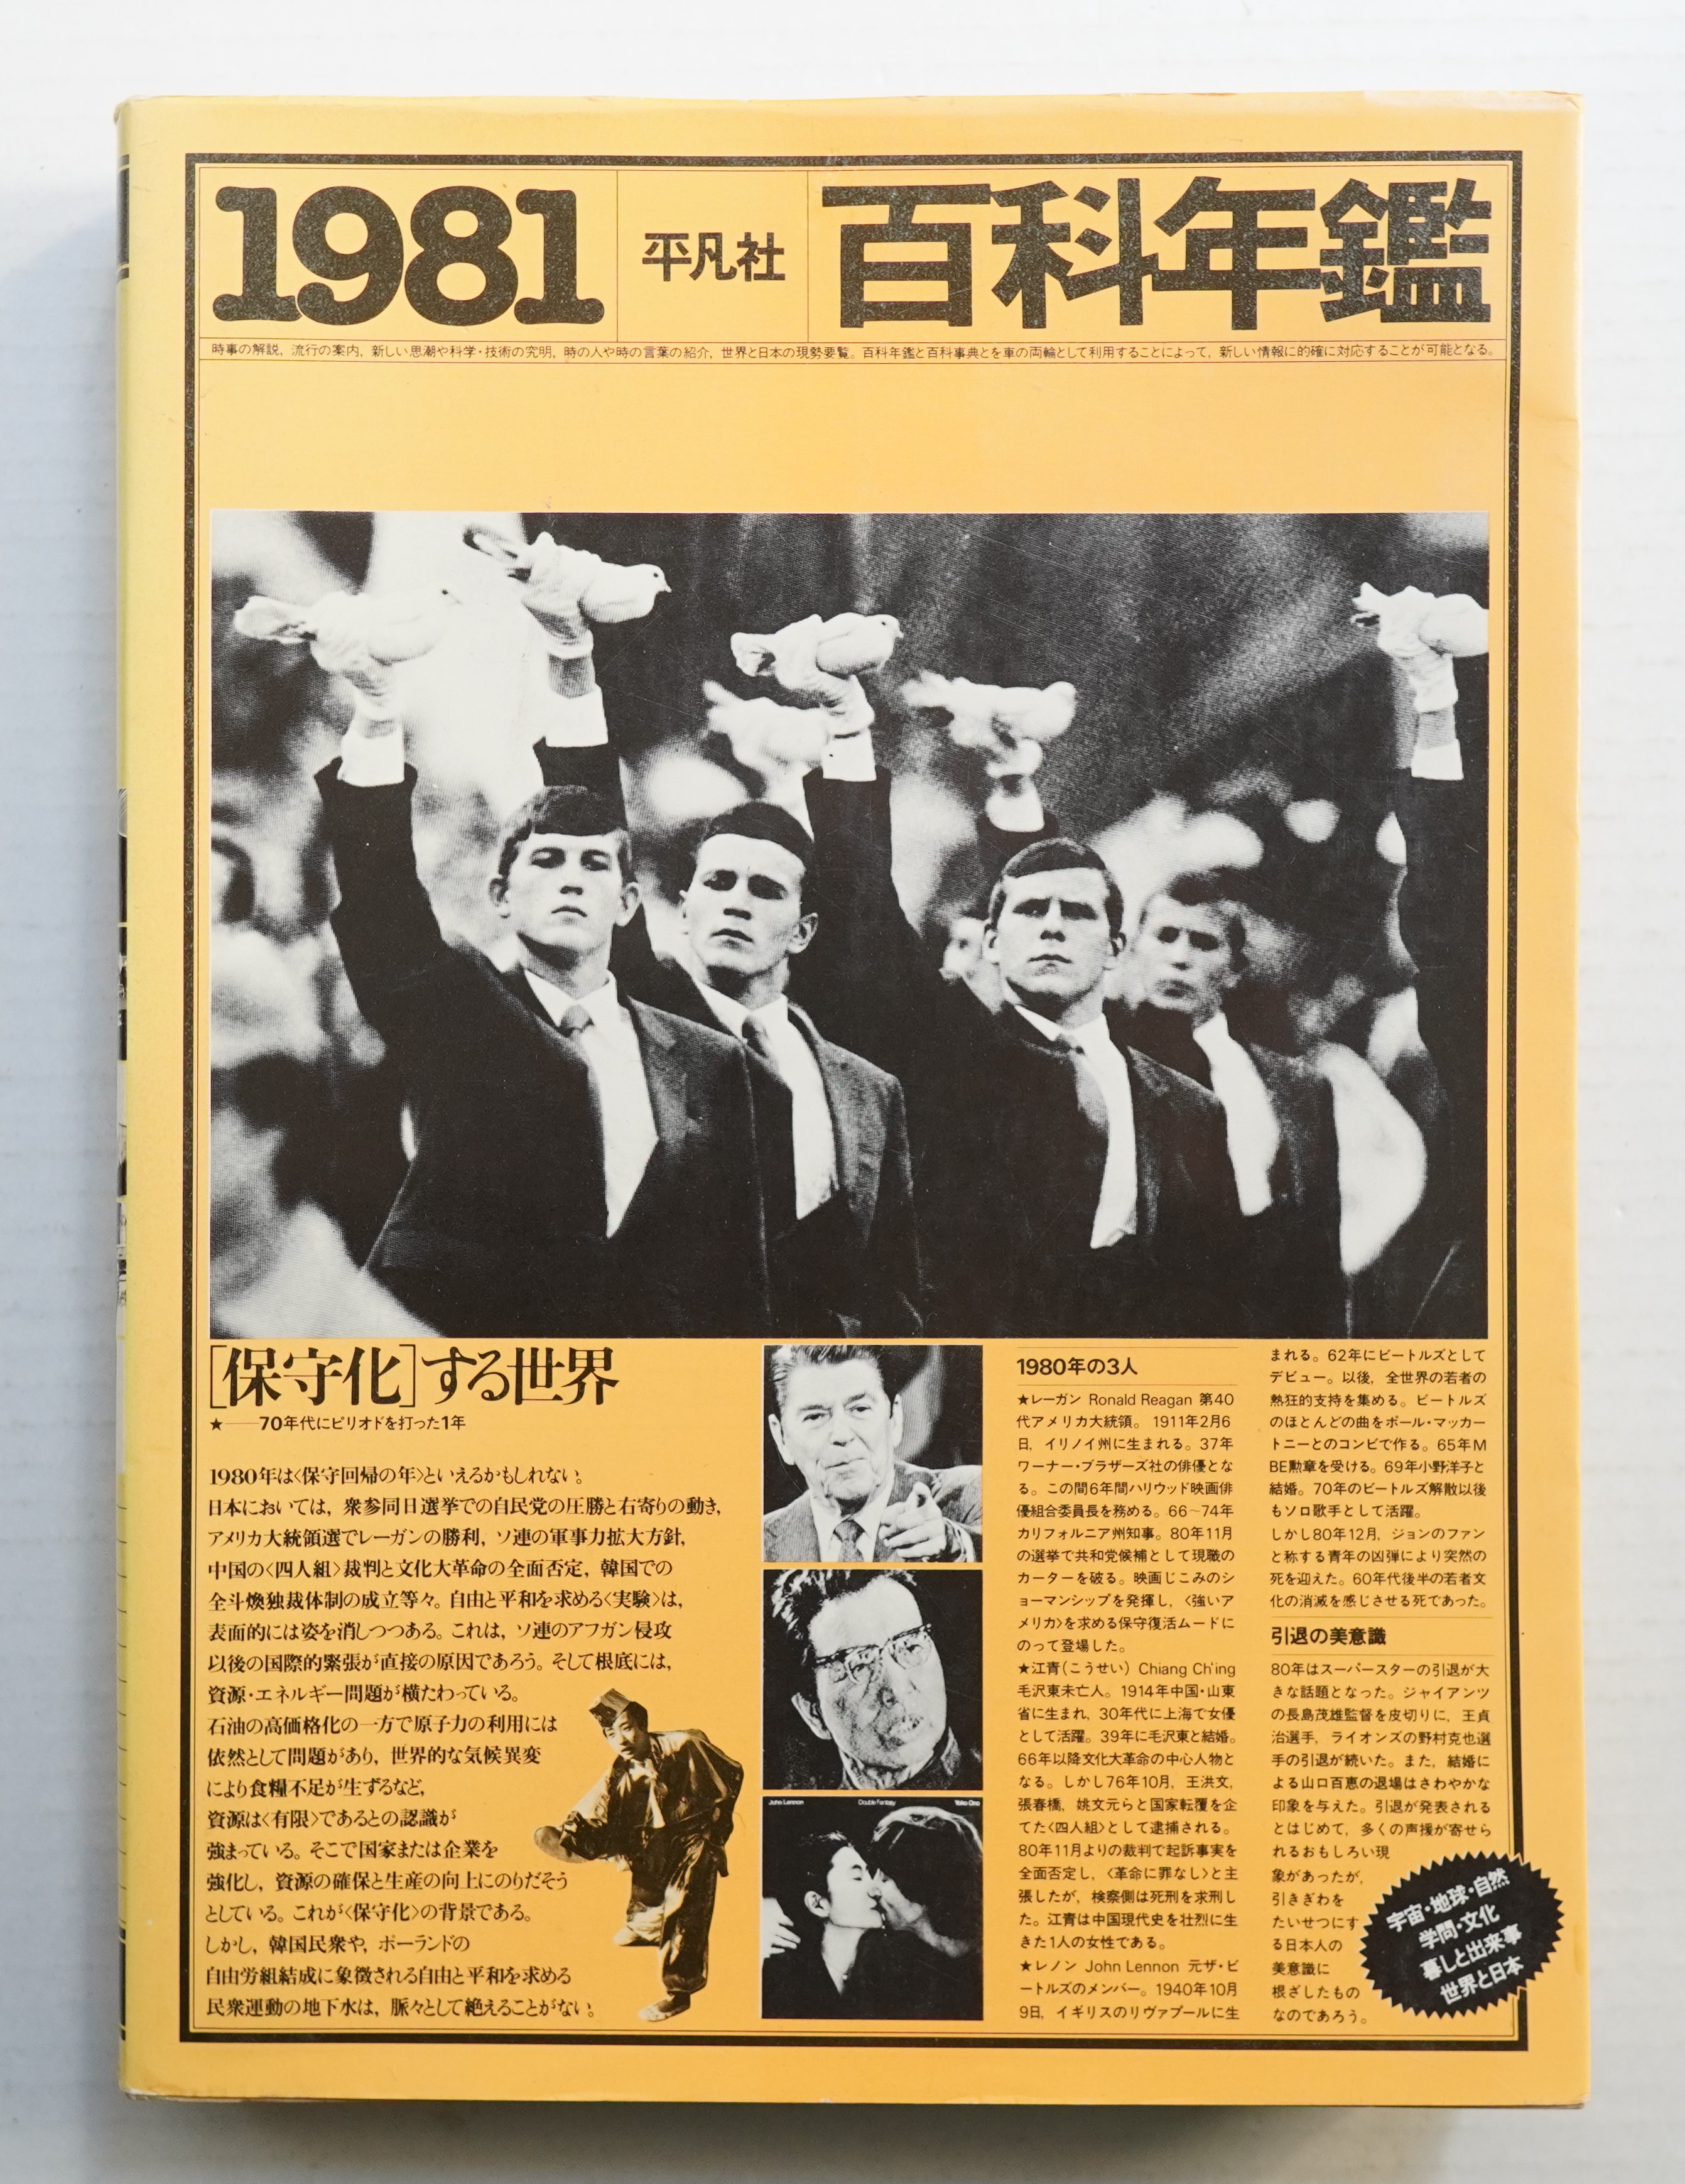 1981
平凡社
百科年鑑
時事の解説，流行の案内，新しい思潮や科学・技術の究明，時の人や時の言葉の紹介，世界と日本の現勢要覧。百科年鑑と百科事典とを車の両輪として利用することによって，新しい情報に的確に対応することが可能となる。
[保守化]する世界
★──70年代にピリオドを打った1年
1980年は〈保守回帰の年〉といえるかもしれない。
日本においては，衆参同日選挙での自民党の圧勝と右寄りの動き，
アメリカ大統領選でレーガンの勝利，ソ連の軍事力拡大方針，
中国の〈四人組〉裁判と文化大革命の全面否定，韓国での
全斗煥独裁体制の成立等々。自由と平和を求める〈実験〉は，
表面的には姿を消しつつある。これは，ソ連のアフガン侵攻
以後の国際的緊張が直接の原因であろう。そして根底には，
資源・エネルギー問題が横たわっている。
石油の高価格化の一方で原子力の利用には
依然として問題があり，世界的な気候異変
により食糧不足が生ずるなど，
資源は〈有限〉であるとの認識が
強まっている。そこで国家または企業を
強化し，資源の確保と生産の向上にのりだそう
としている。これが〈保守化〉の背景である。
しかし，韓国民衆や，ポーランドの
自由労組結成に象徴される自由と平和を求める
民衆運動の地下水は，脈々として絶えることがない。
John Lennon
Double Fantasy
Yoko Ono
1980年の3人
★レーガン Ronald Reagan 第40
代アメリカ大統領。1911年2月6
日，イリノイ州に生まれる。37年
ワーナー・ブラザーズ社の俳優とな
る。この間6年間ハリウッド映画俳
優組合委員長を務める。66〜74年
カリフォルニア州知事。80年11月
の選挙で共和党候補として現職の
カーターを破る。映画じこみのシ
ョーマンシップを発揮し，〈強いア
メリカ〉を求める保守復活ムードに
のって登場した。
★江青（こうせい） Chiang Ch'ing
毛沢東未亡人。1914年中国・山東
省に生まれ，30年代に上海で女優
として活躍。39年に毛沢東と結婚。
66年以降文化大革命の中心人物と
なる。しかし76年10月，王洪文，
張春橋，姚文元らと国家転覆を企
てた〈四人組〉として逮捕される。
80年11月よりの裁判で起訴事実を
全面否定し，〈革命に罪なし〉と主
張したが，検察側は死刑を求刑し
た。江青は中国現代史を壮烈に生
きた1人の女性である。
★レノン John Lennon 元ザ・ビ
ートルズのメンバー。1940年10月
9日，イギリスのリヴァプールに生
まれる。62年にビートルズとして
デビュー。以後，全世界の若者の
熱狂的支持を集める。ビートルズ
のほとんどの曲をポール・マッカー
トニーとのコンビで作る。65年M
BE勲章を受ける。69年小野洋子と
結婚。70年のビートルズ解散以後
もソロ歌手として活躍。
しかし80年12月，ジョンのファン
と称する青年の凶弾により突然の
死を迎えた。60年代後半の若者文
化の消滅を感じさせる死であった。
引退の美意識
80年はスーパースターの引退が大
きな話題となった。ジャイアンツ
の長島茂雄監督を皮切りに，王貞
治選手，ライオンズの野村克也選
手の引退が続いた。また，結婚に
よる山口百恵の退場はさわやかな
印象を与えた。引退が発表される
とはじめて，多くの声援が寄せら
れるおもしろい現
象があったが，
引きぎわを
たいせつにす
る日本人の
美意識に
根ざしたもの
なのであろう。
宇宙・地球・自然
学問・文化
暮しと出来事
世界と日本